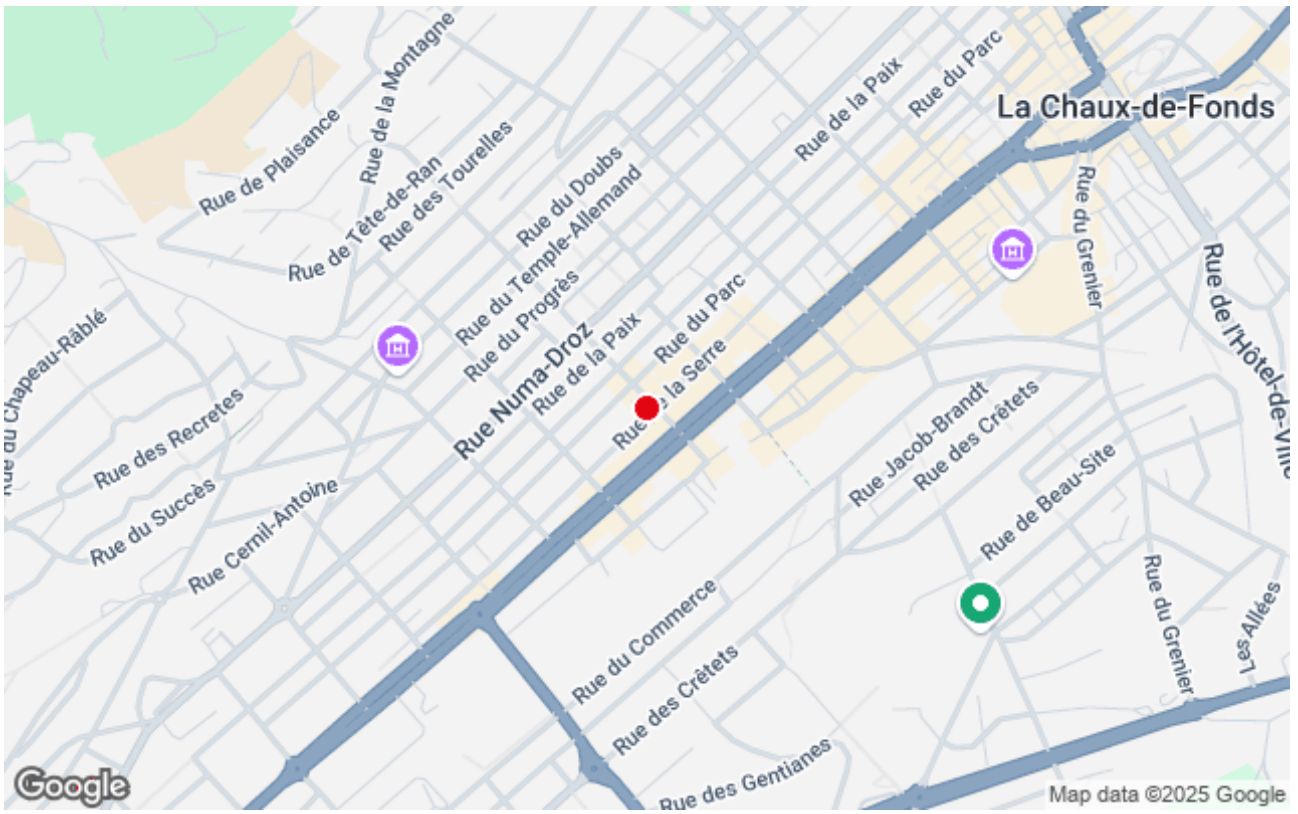 Rue de la Montagne
Rue du Parc
Rue de la Paix
La Chaux-de-Fonds
Rue de Plaisance
Rue des Tourelles
Rue de Tête-de-Ran
Rue du Doubs
Rue du Temple-Allemand
Rue du Grenier
Rue de l'Hôtel-de-Ville
Rue du Progrès
Rue du Parc
Rue Numa-Droz
Rue de la Paix
Rue du Chapeau-Râblé
Rue la Serre
Rue des Recretes
Rue Jacob-Brandt
Rue des Crêtets
Rue du Succès
Rue Cernil-Antoine
Rue de Beau-Site
Rue du Commerce
Rue du Grenier
Les Allées
Rue des Crêtets
Rue des Gentianes
H
H
Google
Map data ©2025 Google